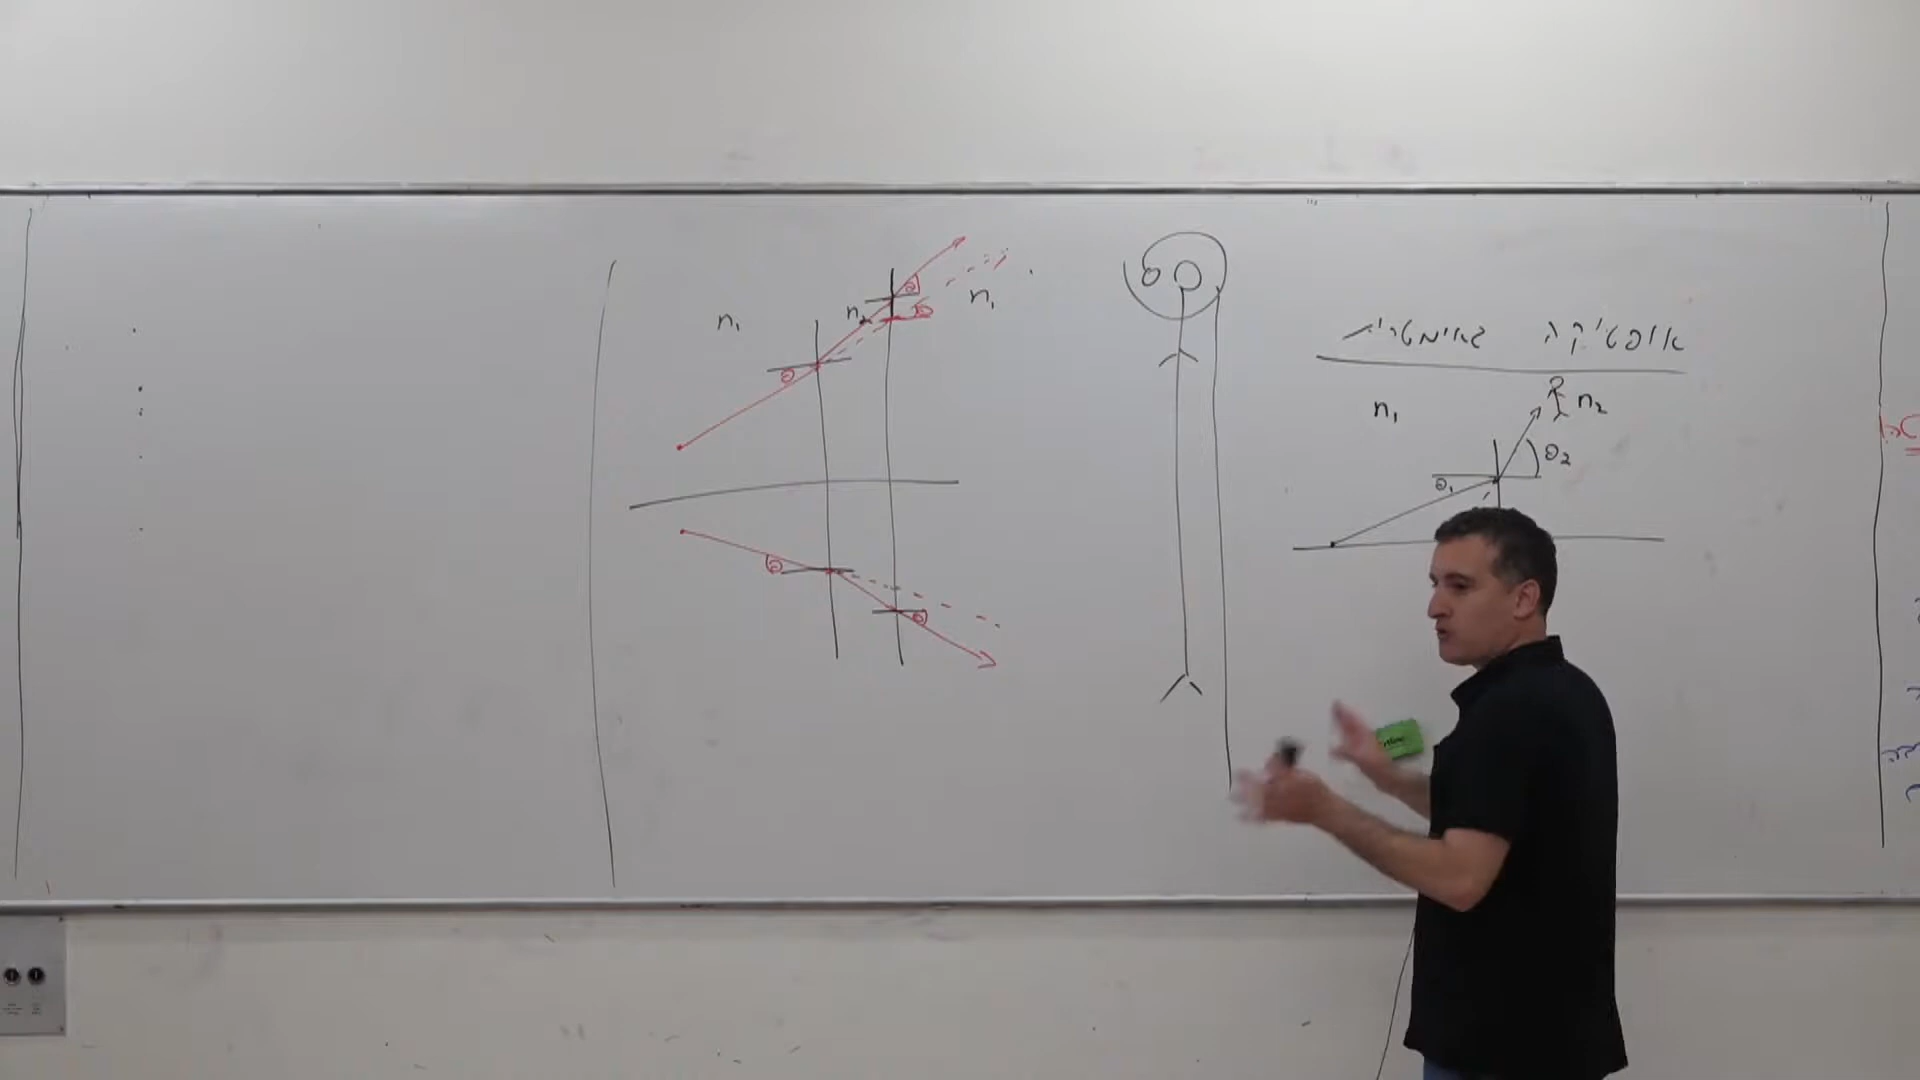 אופטיקה גאומטרית
n₁ n₂
θ₁ θ₂
n₁ n₂ n₁
θ θ
θ
θ θ